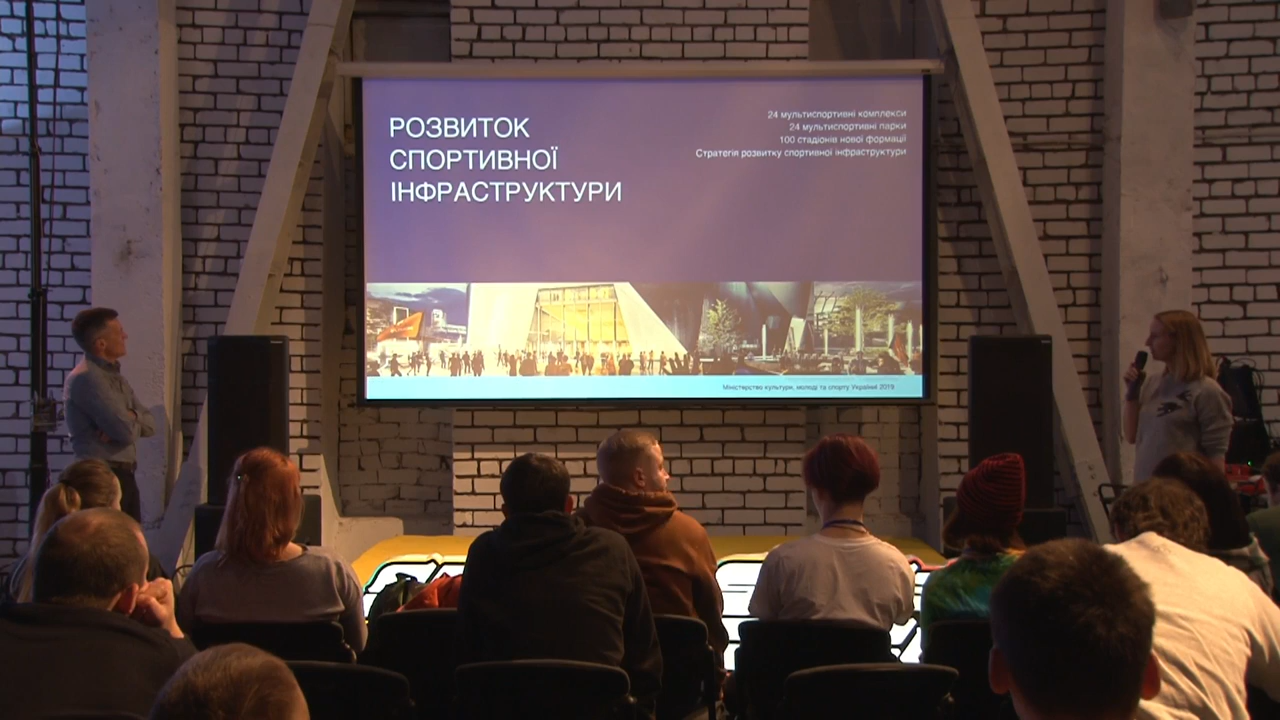 РОЗВИТОК
СПОРТИВНОЇ
ІНФРАСТРУКТУРИ
24 мультиспортивні комплекси
24 мультиспортивні парки
100 стадіонів нової формації
Стратегія розвитку спортивної інфраструктури
Міністерство культури, молоді та спорту України 2019